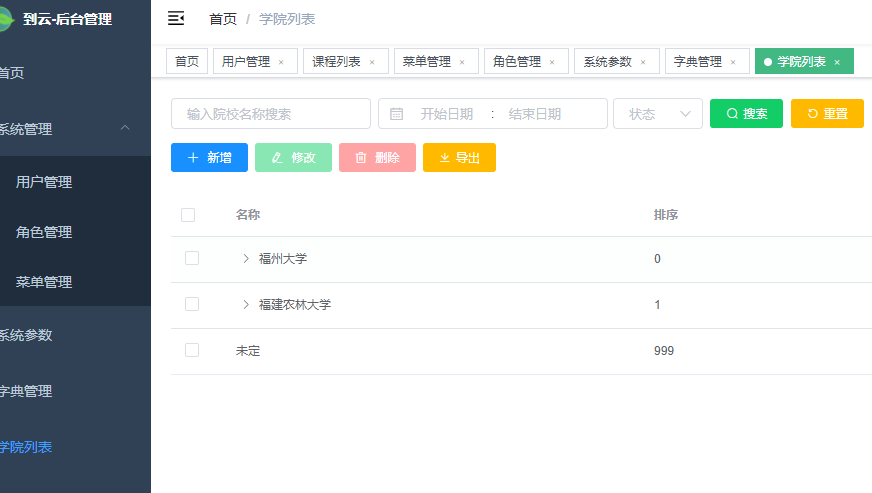 到云-后台管理
首页 / 学院列表
首页 用户管理 × 课程列表 × 菜单管理 × 角色管理 × 系统参数 × 字典管理 × 学院列表 ×
首页
系统管理
用户管理
角色管理
菜单管理
系统参数
字典管理
学院列表
输入院校名称搜索 开始日期 : 结束日期 状态 搜索 重置
新增 修改 删除 导出
名称 排序
福州大学 0
福建农林大学 1
未定 999